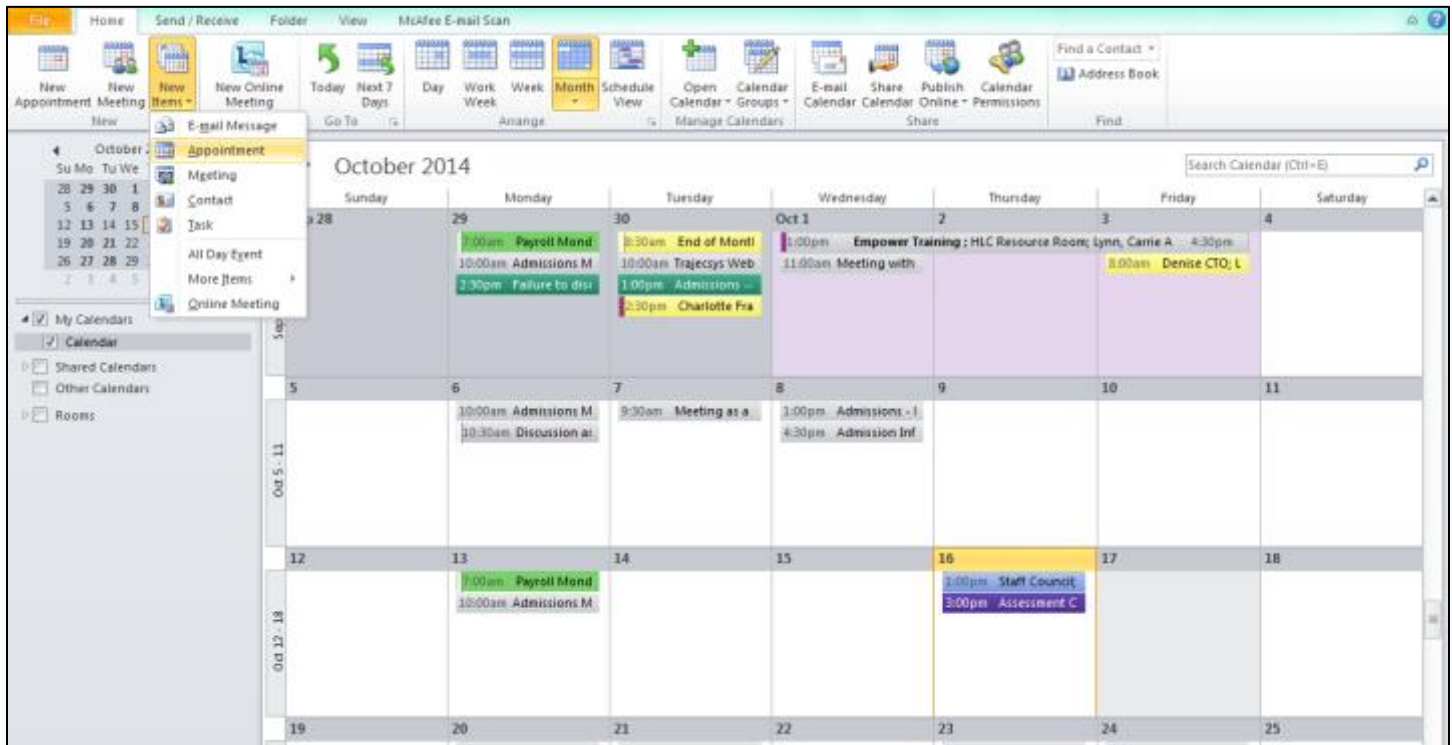 File Home Send / Receive Folder View McAfee E-mail Scan
New Appointment
New Meeting
New Items
New Online Meeting
Today
Next 7 Days
Day
Work Week
Week
Month
Schedule View
Open Calendar
Calendar Groups
E-mail Calendar
Share Calendar
Publish Online
Calendar Permissions
Find a Contact
Address Book
New Go To Arrange Manage Calendars Share Find
E-mail Message
Appointment
Meeting
Contact
Task
All Day Event
More Items
Online Meeting
October
Su Mo Tu We
28 29 30 1
5 6 7 8
12 13 14 15
19 20 21 22
26 27 28 29
2 3 4 5
My Calendars
Calendar
Shared Calendars
Other Calendars
Rooms
October 2014
Search Calendar (Ctrl+E)
Sunday Monday Tuesday Wednesday Thursday Friday Saturday
28 29 30 Oct 1 2 3 4
7:00am Payroll Mond
10:00am Admissions M
2:30pm Failure to disc
8:30am End of Montl
10:00am Trajecsys Web
1:00pm Admissions --
2:30pm Charlotte Fra
1:00pm Empower Training ; HLC Resource Room; Lynn, Carrie A 4:30pm
11:00am Meeting with
8:00am Denise CTO; L
Sep
5 6 7 8 9 10 11
10:00am Admissions M
10:30am Discussion as
9:30am Meeting as a
1:00pm Admissions - I
4:30pm Admission Inf
Oct 5 - 11
12 13 14 15 16 17 18
7:00am Payroll Mond
10:00am Admissions M
1:00pm Staff Council;
3:00pm Assessment C
Oct 12 - 18
19 20 21 22 23 24 25